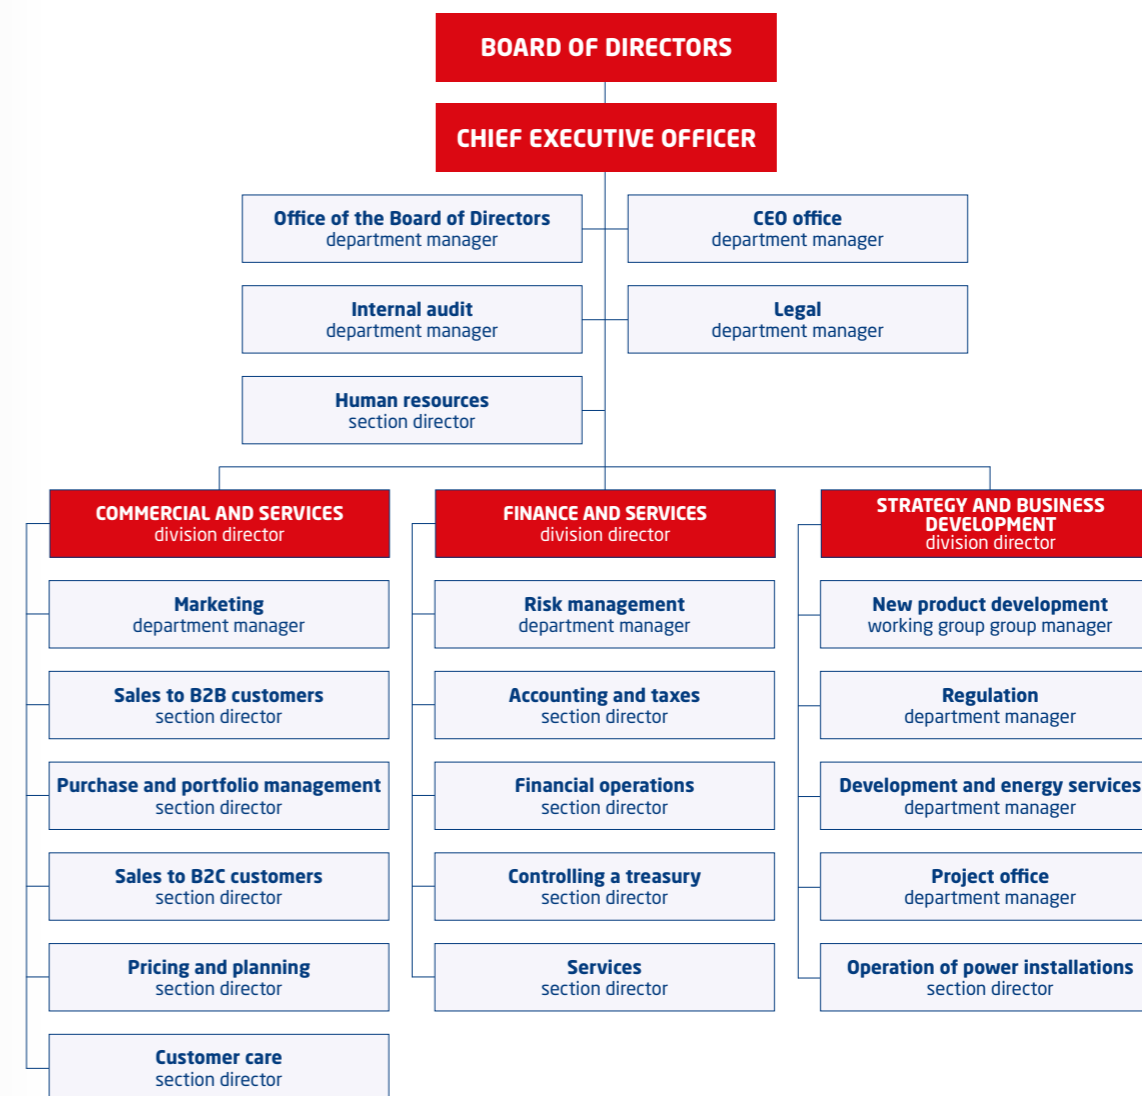 BOARD OF DIRECTORS
CHIEF EXECUTIVE OFFICER
Office of the Board of Directors
department manager
CEO office
department manager
Internal audit
department manager
Legal
department manager
Human resources
section director
COMMERCIAL AND SERVICES
division director
Marketing
department manager
Sales to B2B customers
section director
Purchase and portfolio management
section director
Sales to B2C customers
section director
Pricing and planning
section director
Customer care
section director
FINANCE AND SERVICES
division director
Risk management
department manager
Accounting and taxes
section director
Financial operations
section director
Controlling a treasury
section director
Services
section director
STRATEGY AND BUSINESS
DEVELOPMENT
division director
New product development
working group group manager
Regulation
department manager
Development and energy services
department manager
Project office
department manager
Operation of power installations
section director